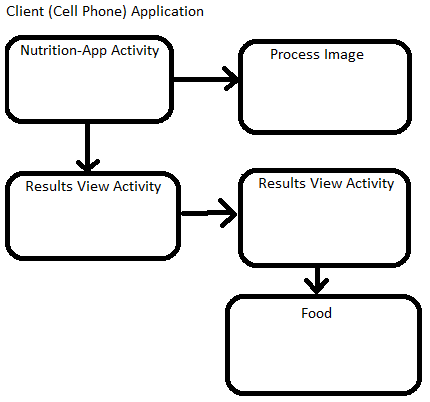 Client (Cell Phone) Application
Nutrition-App Activity
Process Image
Results View Activity
Results View Activity
Food